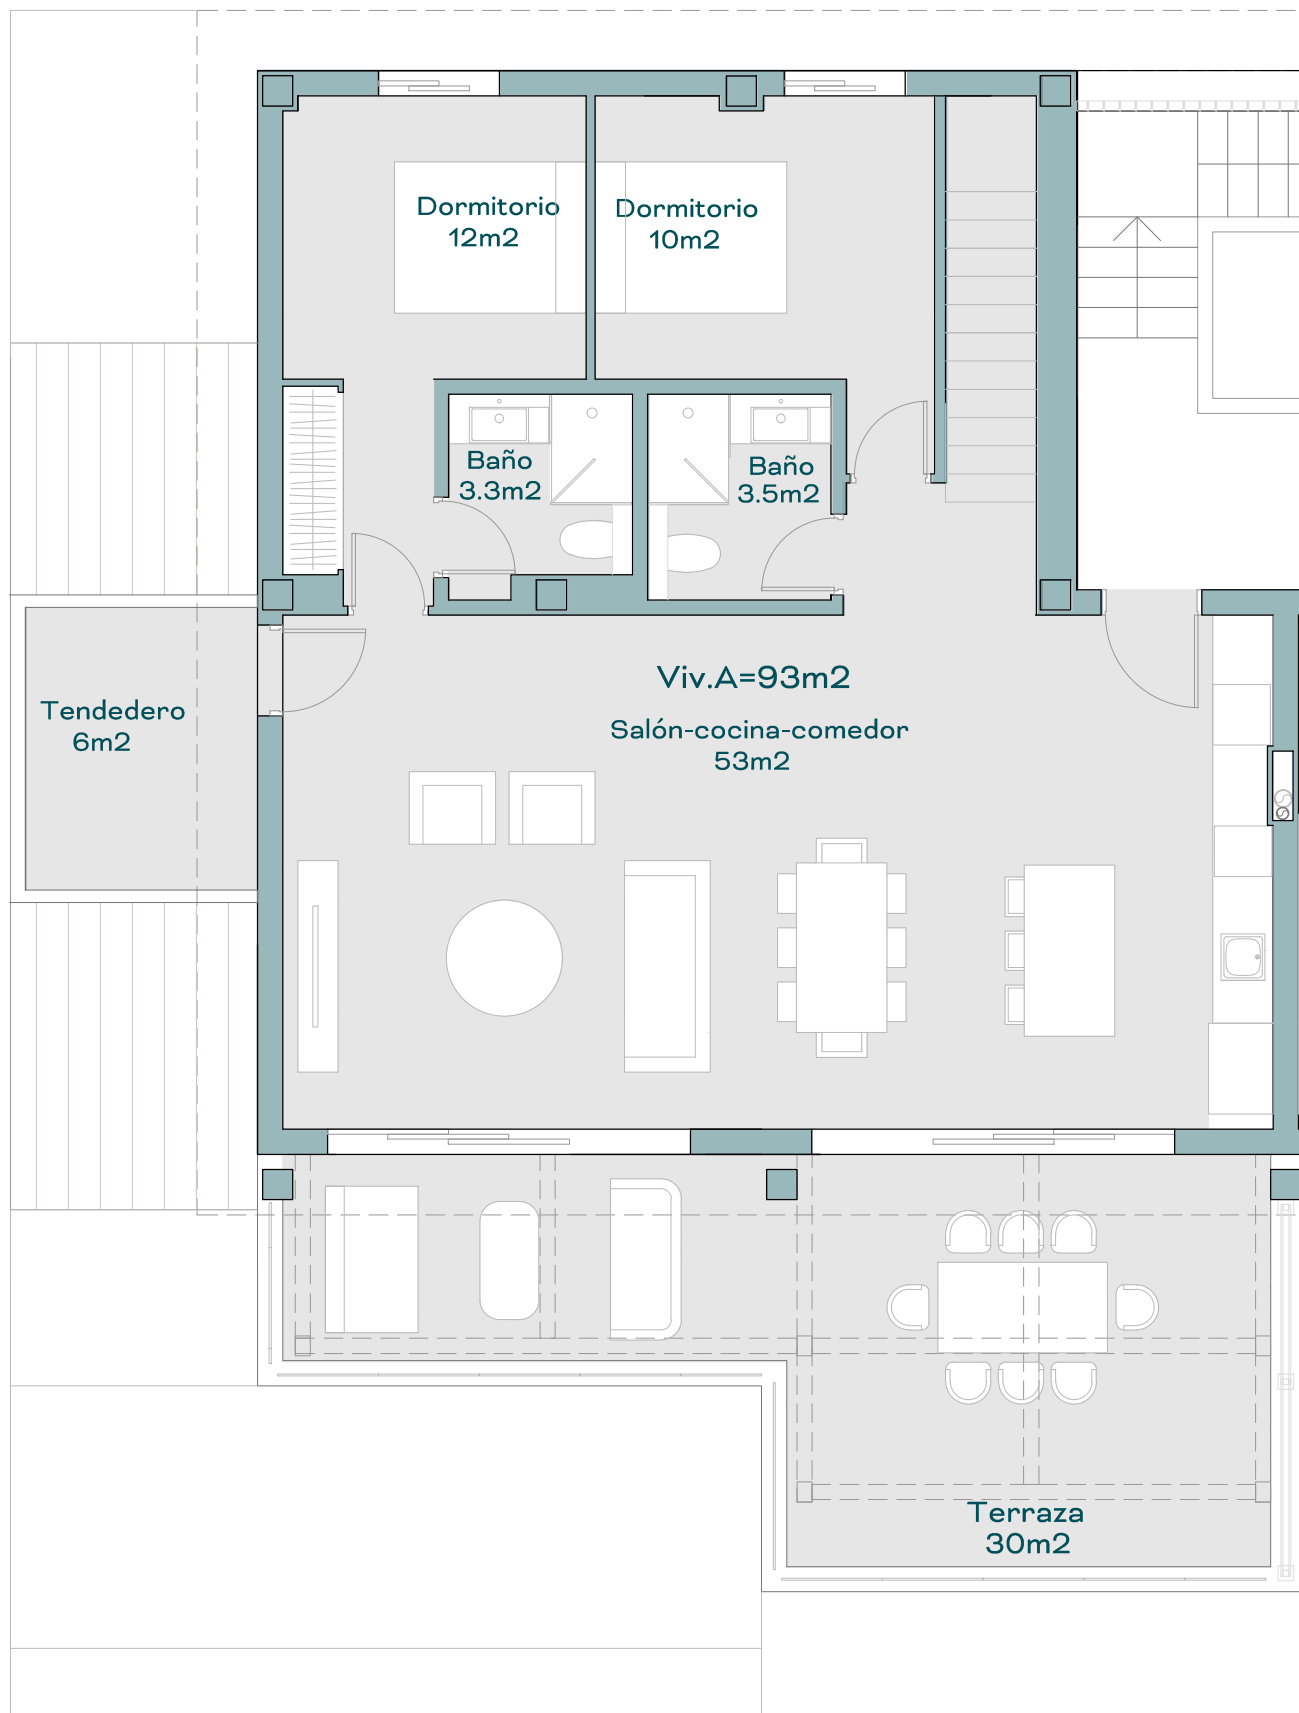 Dormitorio
12m2
Dormitorio
10m2
Baño
3.3m2
Baño
3.5m2
Viv.A=93m2
Salón-cocina-comedor
53m2
Tendedero
6m2
Terraza
30m2